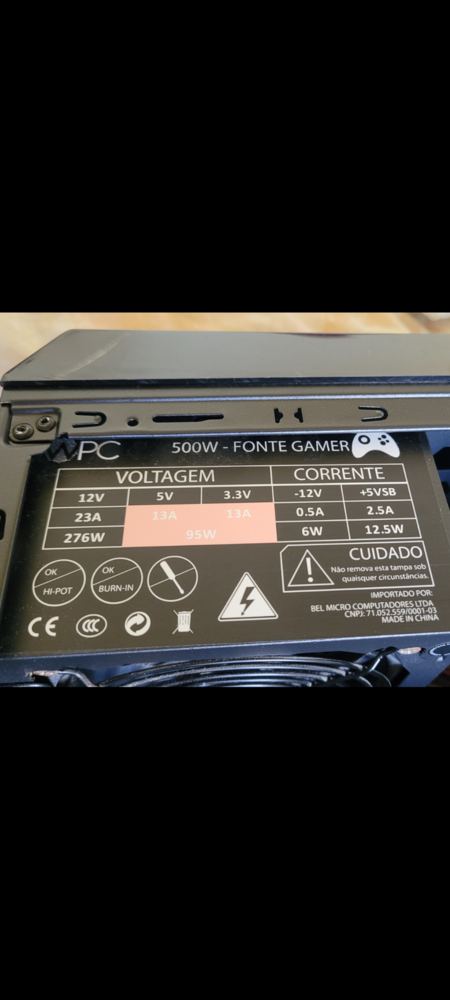 PC 500W - FONTE GAMER
VOLTAGEM CORRENTE
12V 5V 3.3V -12V +5VSB
23A 13A 13A 0.5A 2.5A
276W 95W 6W 12.5W
OK
HI-POT
OK
BURN-IN
CUIDADO
Não remova esta tampa sob
quaisquer circunstâncias.
CE CCC
IMPORTADO POR:
BEL MICRO COMPUTADORES LTDA
CNPJ: 71.052.559/0001-03
MADE IN CHINA